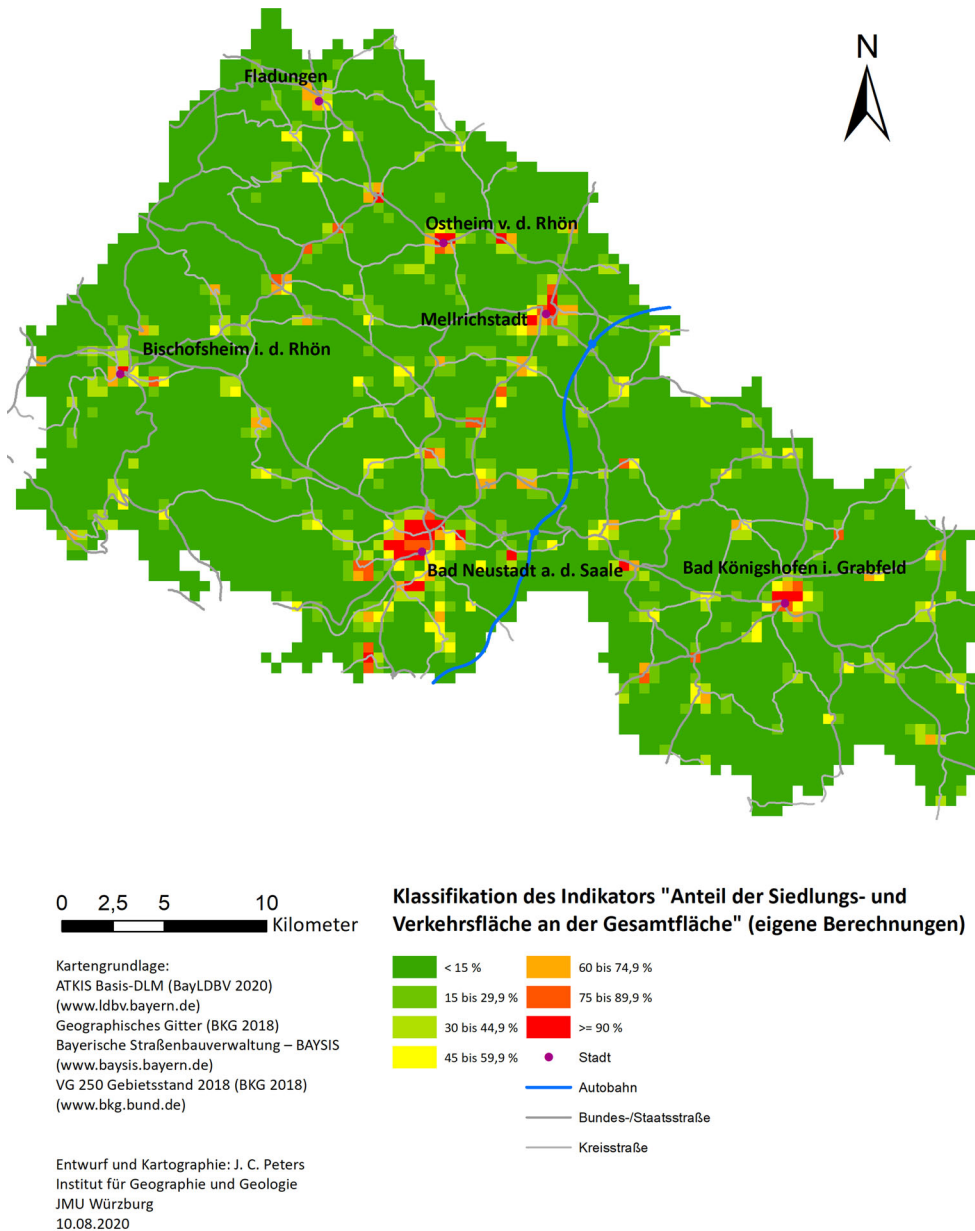 N
Fladungen
Ostheim v. d. Rhön
Mellrichstadt
Bischofsheim i. d. Rhön
Bad Neustadt a. d. Saale
Bad Königshofen i. Grabfeld
0 2,5 5 10
Kilometer
Kartengrundlage:
ATKIS Basis-DLM (BayLDBV 2020)
(www.ldbv.bayern.de)
Geographisches Gitter (BKG 2018)
Bayerische Straßenbauverwaltung – BAYSIS
(www.baysis.bayern.de)
VG 250 Gebietsstand 2018 (BKG 2018)
(www.bkg.bund.de)
Entwurf und Kartographie: J. C. Peters
Institut für Geographie und Geologie
JMU Würzburg
10.08.2020
Klassifikation des Indikators "Anteil der Siedlungs- und
Verkehrsfläche an der Gesamtfläche" (eigene Berechnungen)
< 15 %
15 bis 29,9 %
30 bis 44,9 %
45 bis 59,9 %
60 bis 74,9 %
75 bis 89,9 %
>= 90 %
Stadt
Autobahn
Bundes-/Staatsstraße
Kreisstraße